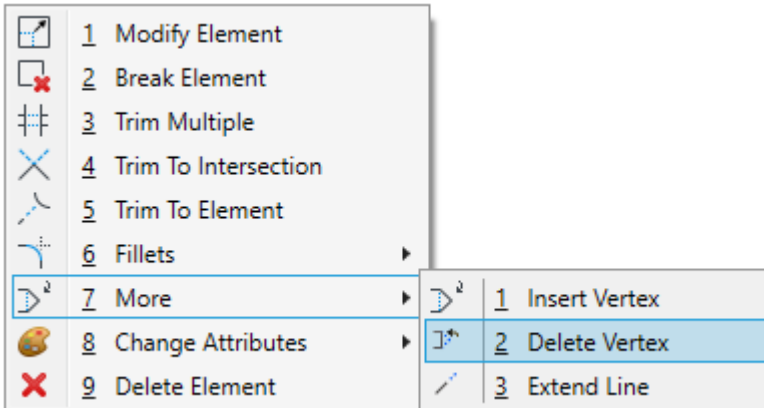 1 Modify Element
2 Break Element
3 Trim Multiple
4 Trim To Intersection
5 Trim To Element
6 Fillets
7 More
8 Change Attributes
9 Delete Element
1 Insert Vertex
2 Delete Vertex
3 Extend Line